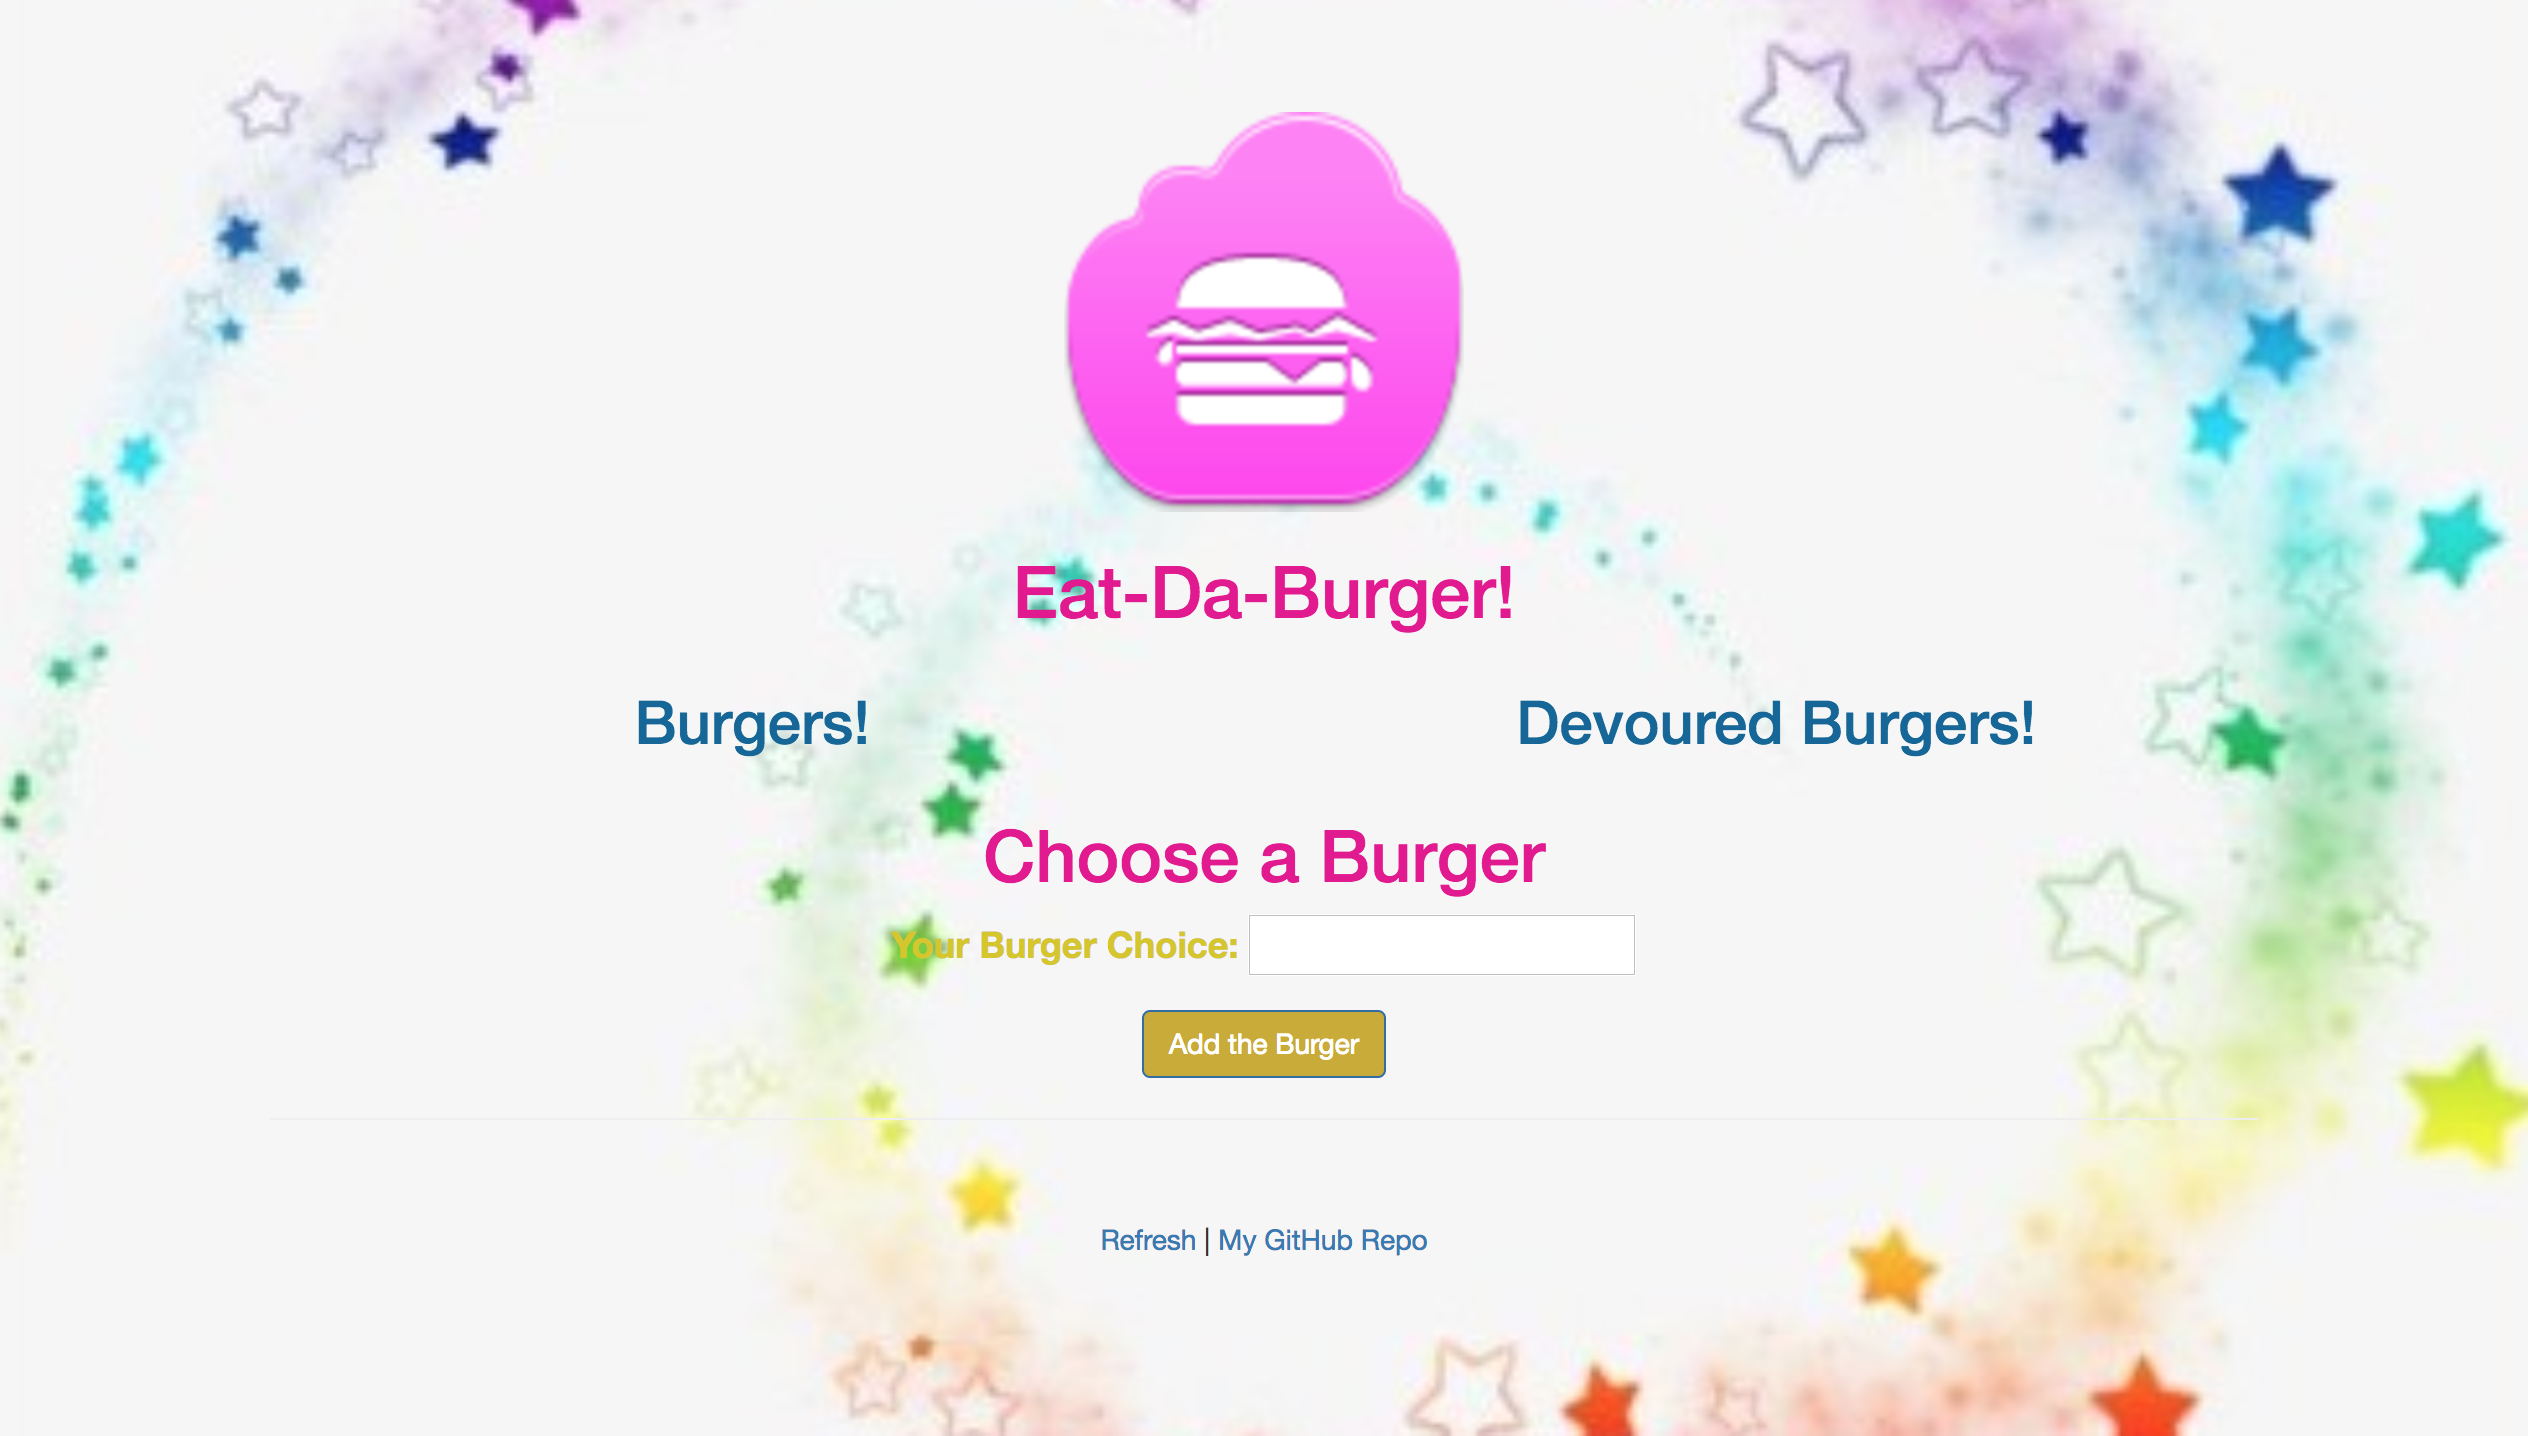 Eat-Da-Burger!
Burgers!
Devoured Burgers!
Choose a Burger
Your Burger Choice:
Add the Burger
Refresh | My GitHub Repo